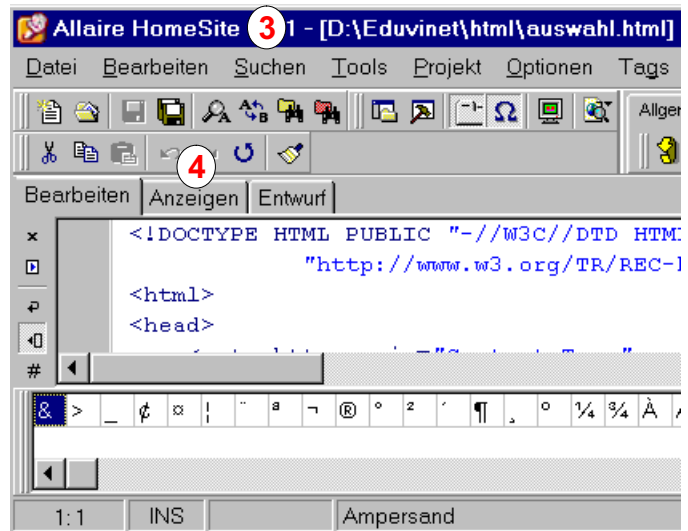 Allaire HomeSite 3 1 - [D:\Eduvinet\html\auswahl.html]
Datei Bearbeiten Suchen Tools Projekt Optionen Tags
Allger
4
Bearbeiten Anzeigen Entwurf
<!DOCTYPE HTML PUBLIC "-//W3C//DTD HTM
"http://www.w3.org/TR/REC-
<html>
<head>
#
& > _ ¢ ¤ ¦ ¨ ª ¬ ® ° ² ´ ¶ ¸ º ¼ ¾ À
1:1 INS Ampersand